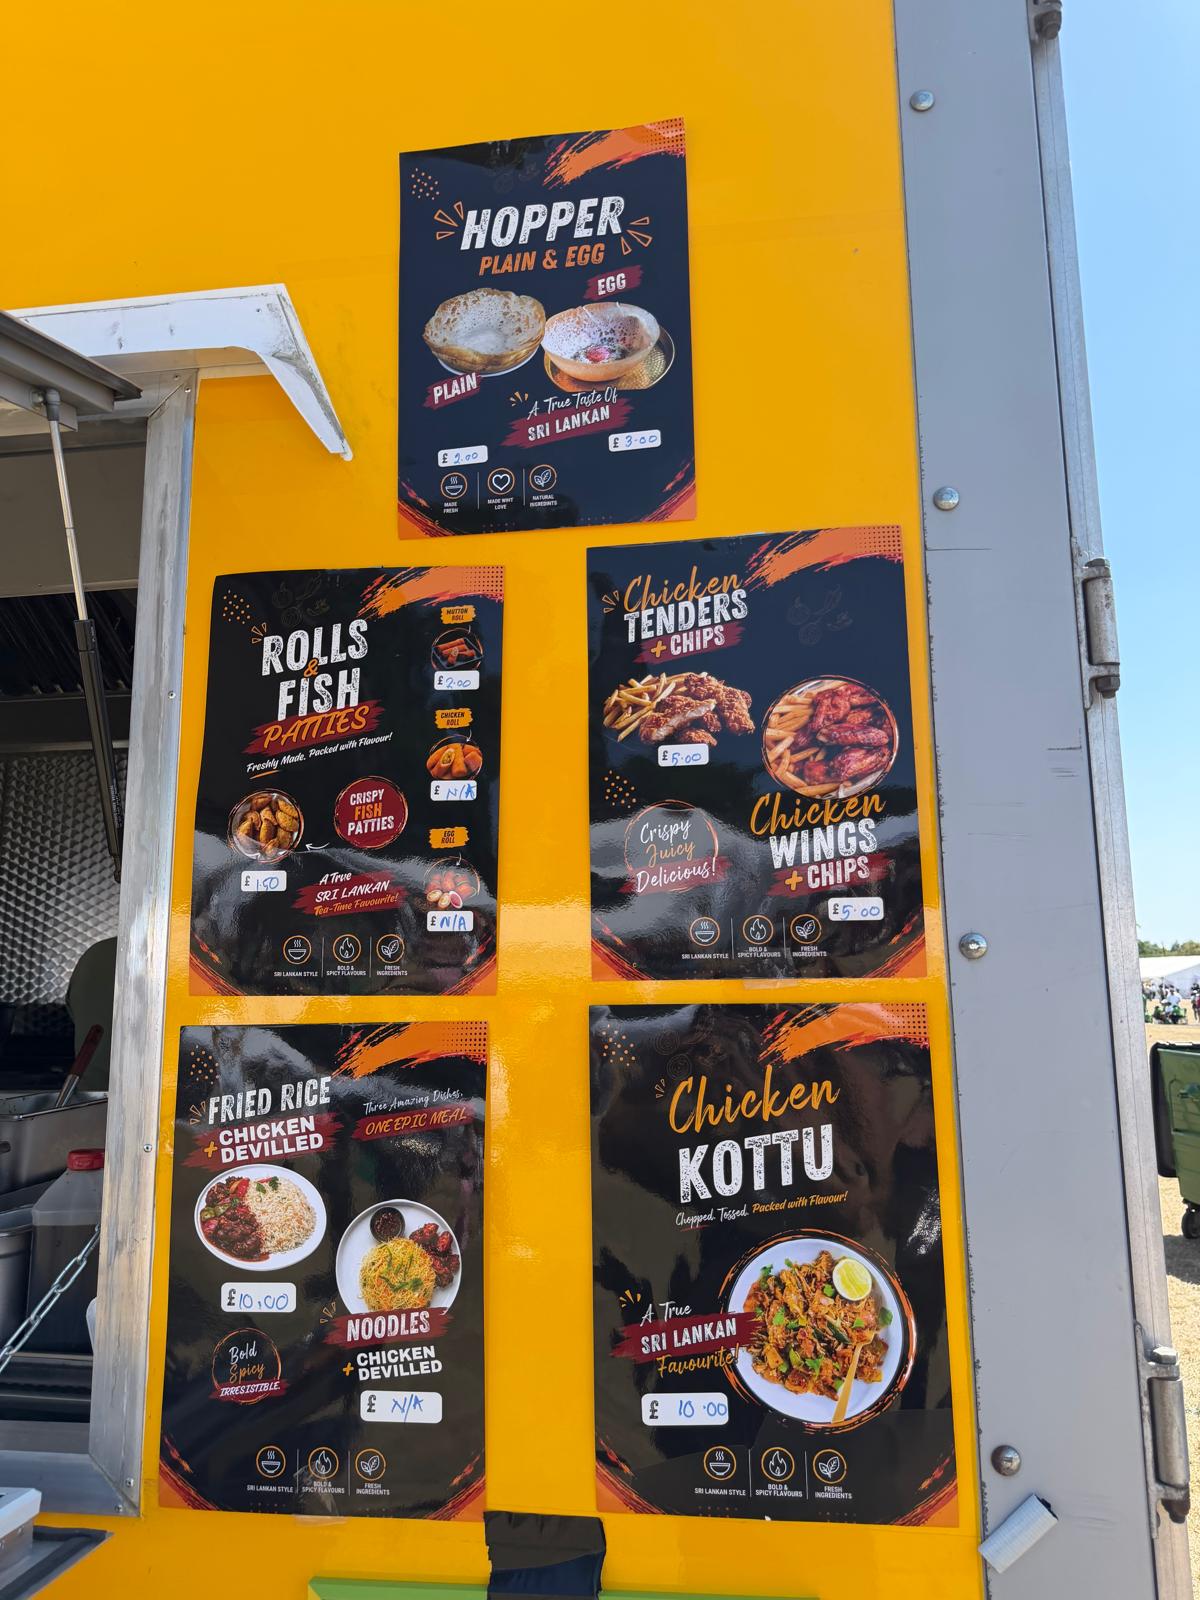 HOPPER
PLAIN & EGG
EGG
PLAIN
A True Taste Of
SRI LANKAN
£ 2.00
£ 3.00
MADE FRESH
MADE WIHT LOVE
NATURAL INGREDINTS
ROLLS
&
FISH
PATTIES
Freshly Made. Packed with Flavour!
MUTTON
ROLL
£ 2.00
CHICKEN
ROLL
£ N/A
CRISPY
FISH
PATTIES
£ 1.50
EGG
ROLL
£ N/A
A True
SRI LANKAN
Tea-Time Favourite!
SRI LANKAN STYLE
BOLD &
SPICY FLAVOURS
FRESH
INGREDIENTS
Chicken
TENDERS
+ CHIPS
£ 5.00
Crispy
Juicy
Delicious!
Chicken
WINGS
+ CHIPS
£ 5.00
SRI LANKAN STYLE
BOLD &
SPICY FLAVOURS
FRESH
INGREDIENTS
FRIED RICE
+ CHICKEN
DEVILLED
Three Amazing Dishes,
ONE EPIC MEAL
£ 10.00
NOODLES
+ CHICKEN
DEVILLED
£ N/A
Bold
Spicy
IRRESISTIBLE.
SRI LANKAN STYLE
BOLD &
SPICY FLAVOURS
FRESH
INGREDIENTS
Chicken
KOTTU
Chopped. Tossed. Packed with Flavour!
A True
SRI LANKAN
Favourite!
£ 10.00
SRI LANKAN STYLE
BOLD &
SPICY FLAVOURS
FRESH
INGREDIENTS